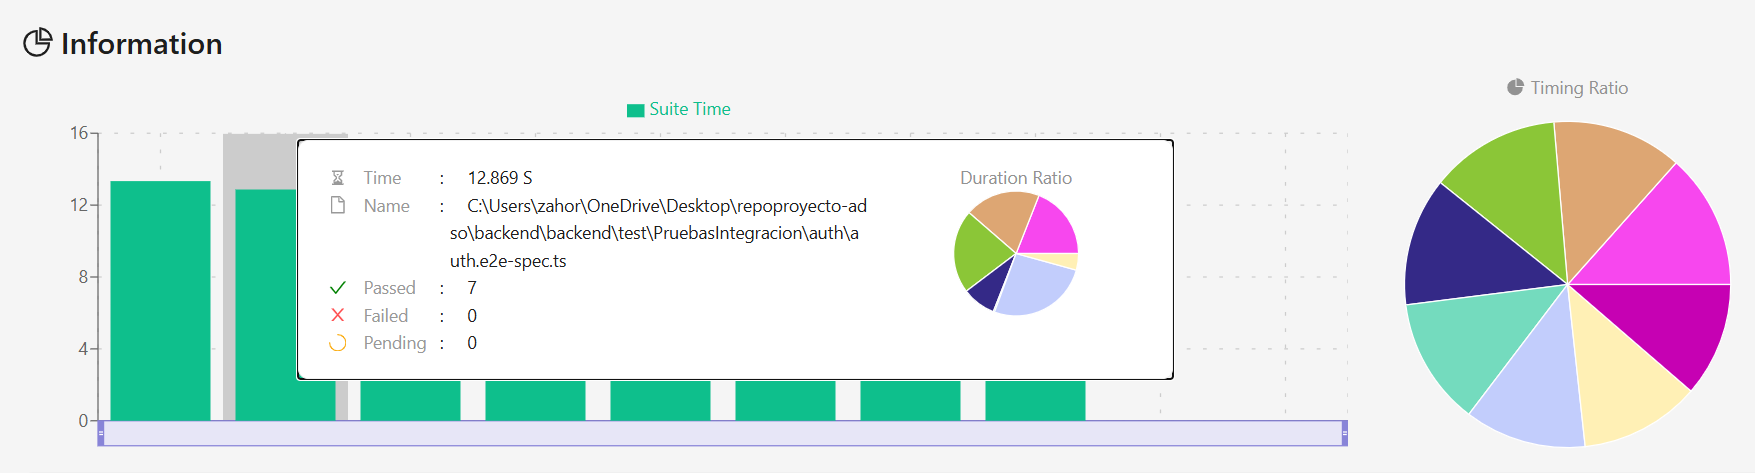 Information
Timing Ratio
Suite Time
16
12
8
4
0
Time : 12.869 S
Name : C:\Users\zahor\OneDrive\Desktop\repoproyecto-ad
so\backend\backend\test\PruebasIntegracion\auth\a
uth.e2e-spec.ts
Passed : 7
Failed : 0
Pending : 0
Duration Ratio